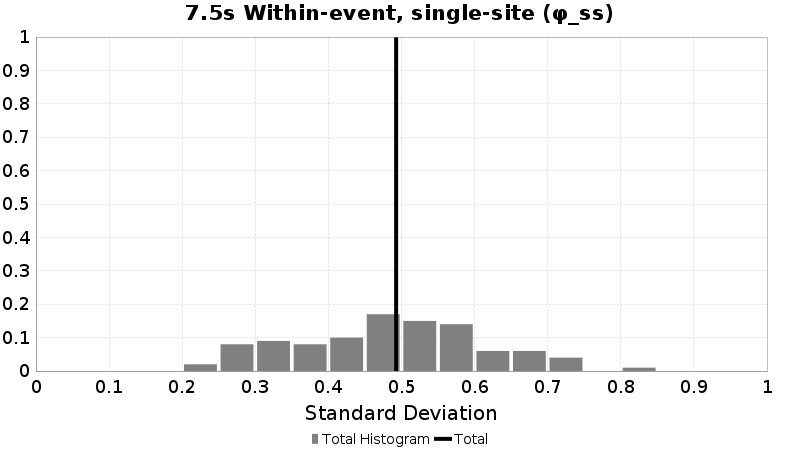 7.5s Within-event, single-site (φ_ss)
1
0.9
0.8
0.7
0.6
0.5
0.4
0.3
0.2
0.1
0
0 0.1 0.2 0.3 0.4 0.5 0.6 0.7 0.8 0.9 1
Standard Deviation
Total Histogram Total